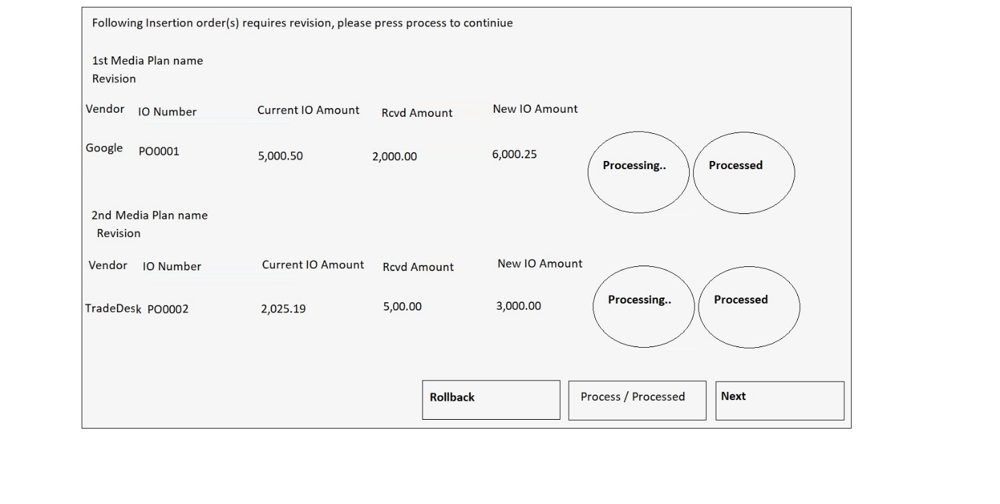 Following Insertion order(s) requires revision, please press process to continiue
1st Media Plan name
Revision
Vendor IO Number Current IO Amount Rcvd Amount New IO Amount
Google PO0001 5,000.50 2,000.00 6,000.25 Processing.. Processed
2nd Media Plan name
Revision
Vendor IO Number Current IO Amount Rcvd Amount New IO Amount
TradeDesk PO0002 2,025.19 5,00.00 3,000.00 Processing.. Processed
Rollback Process / Processed Next